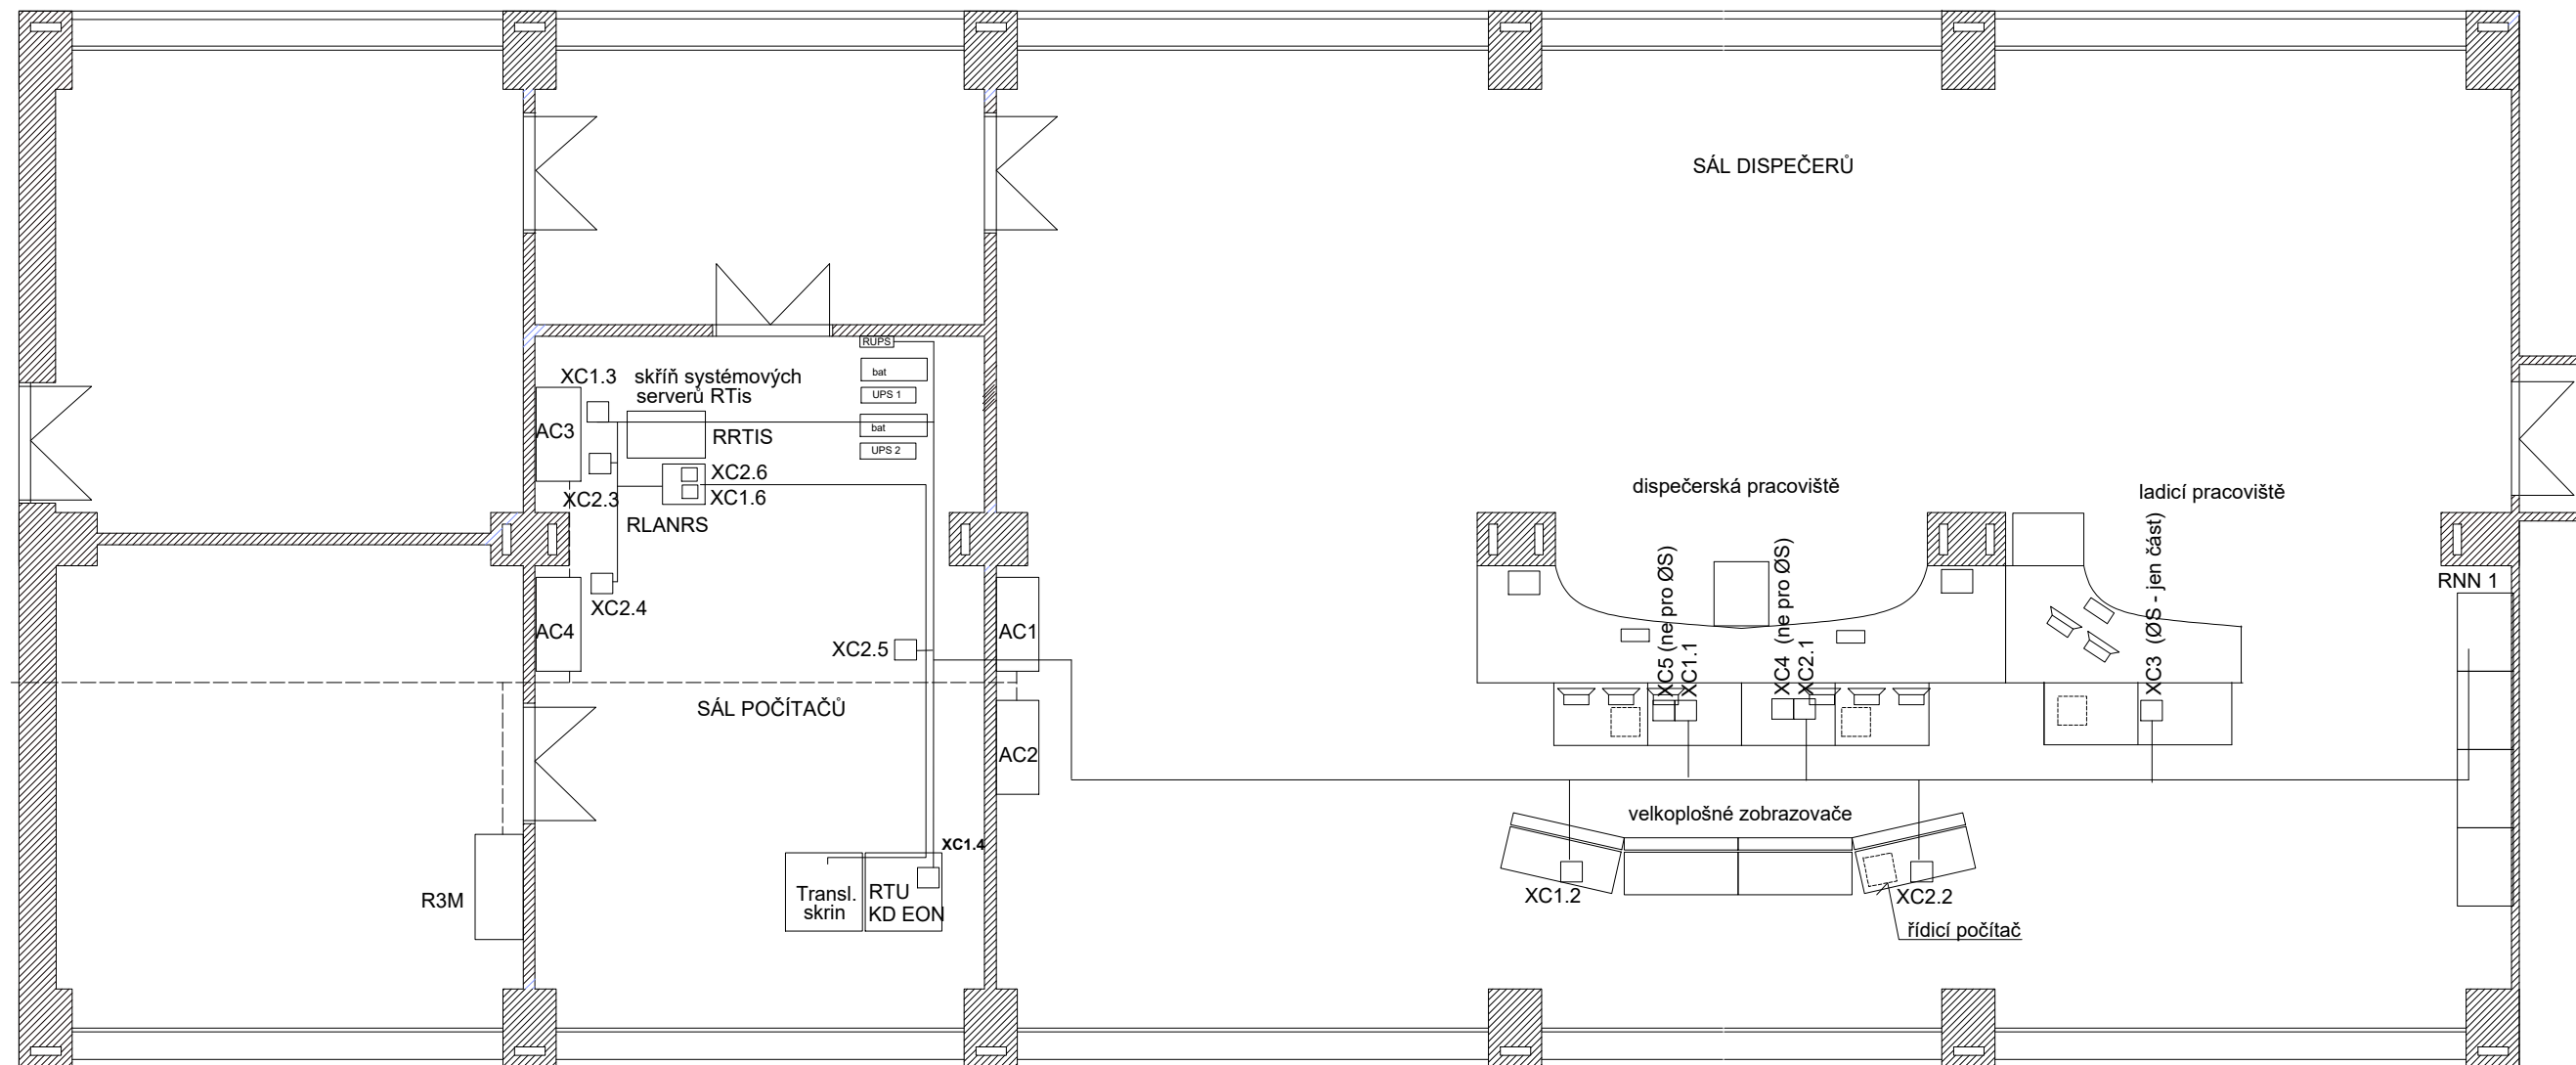 SÁL DISPEČERŮ
RUPS
bat
UPS 1
bat
UPS 2
XC1.3
skříň systémových
serverů RTis
AC3
RRTIS
XC2.6
XC1.6
XC2.3
RLANRS
XC2.4
AC4
XC2.5
AC1
SÁL POČÍTAČŮ
AC2
XC1.4
R3M
Transl.
skrin
RTU
KD EON
dispečerská pracoviště
ladicí pracoviště
XC5 (ne pro ØS)
XC1.1
XC4 (ne pro ØS)
XC2.1
XC3 (ØS - jen část)
RNN 1
velkoplošné zobrazovače
XC1.2
XC2.2
řídicí počítač